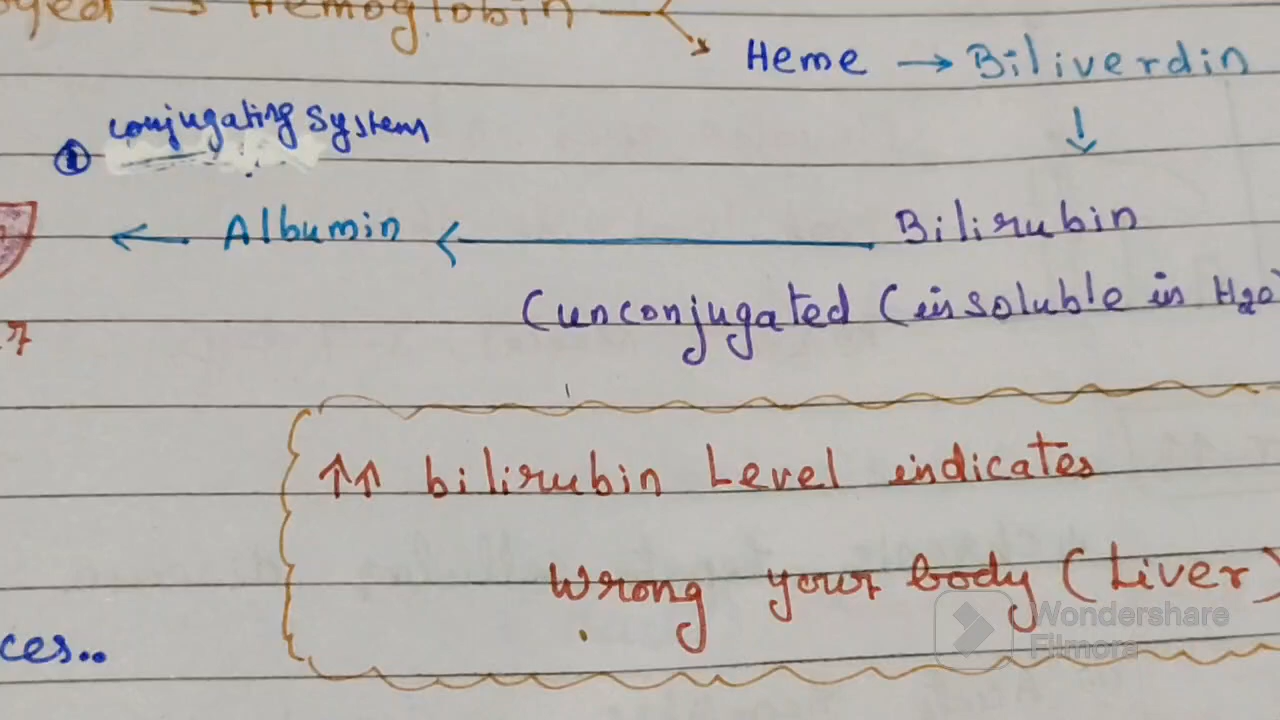 Hemoglobin →
Heme → Biliverdin
↓
conjugating system
①
← Albumin ← Bilirubin
(unconjugated (insoluble in H2O)
↑↑ bilirubin Level indicates
Wrong your body (Liver)
ces..
Wondershare
Filmora